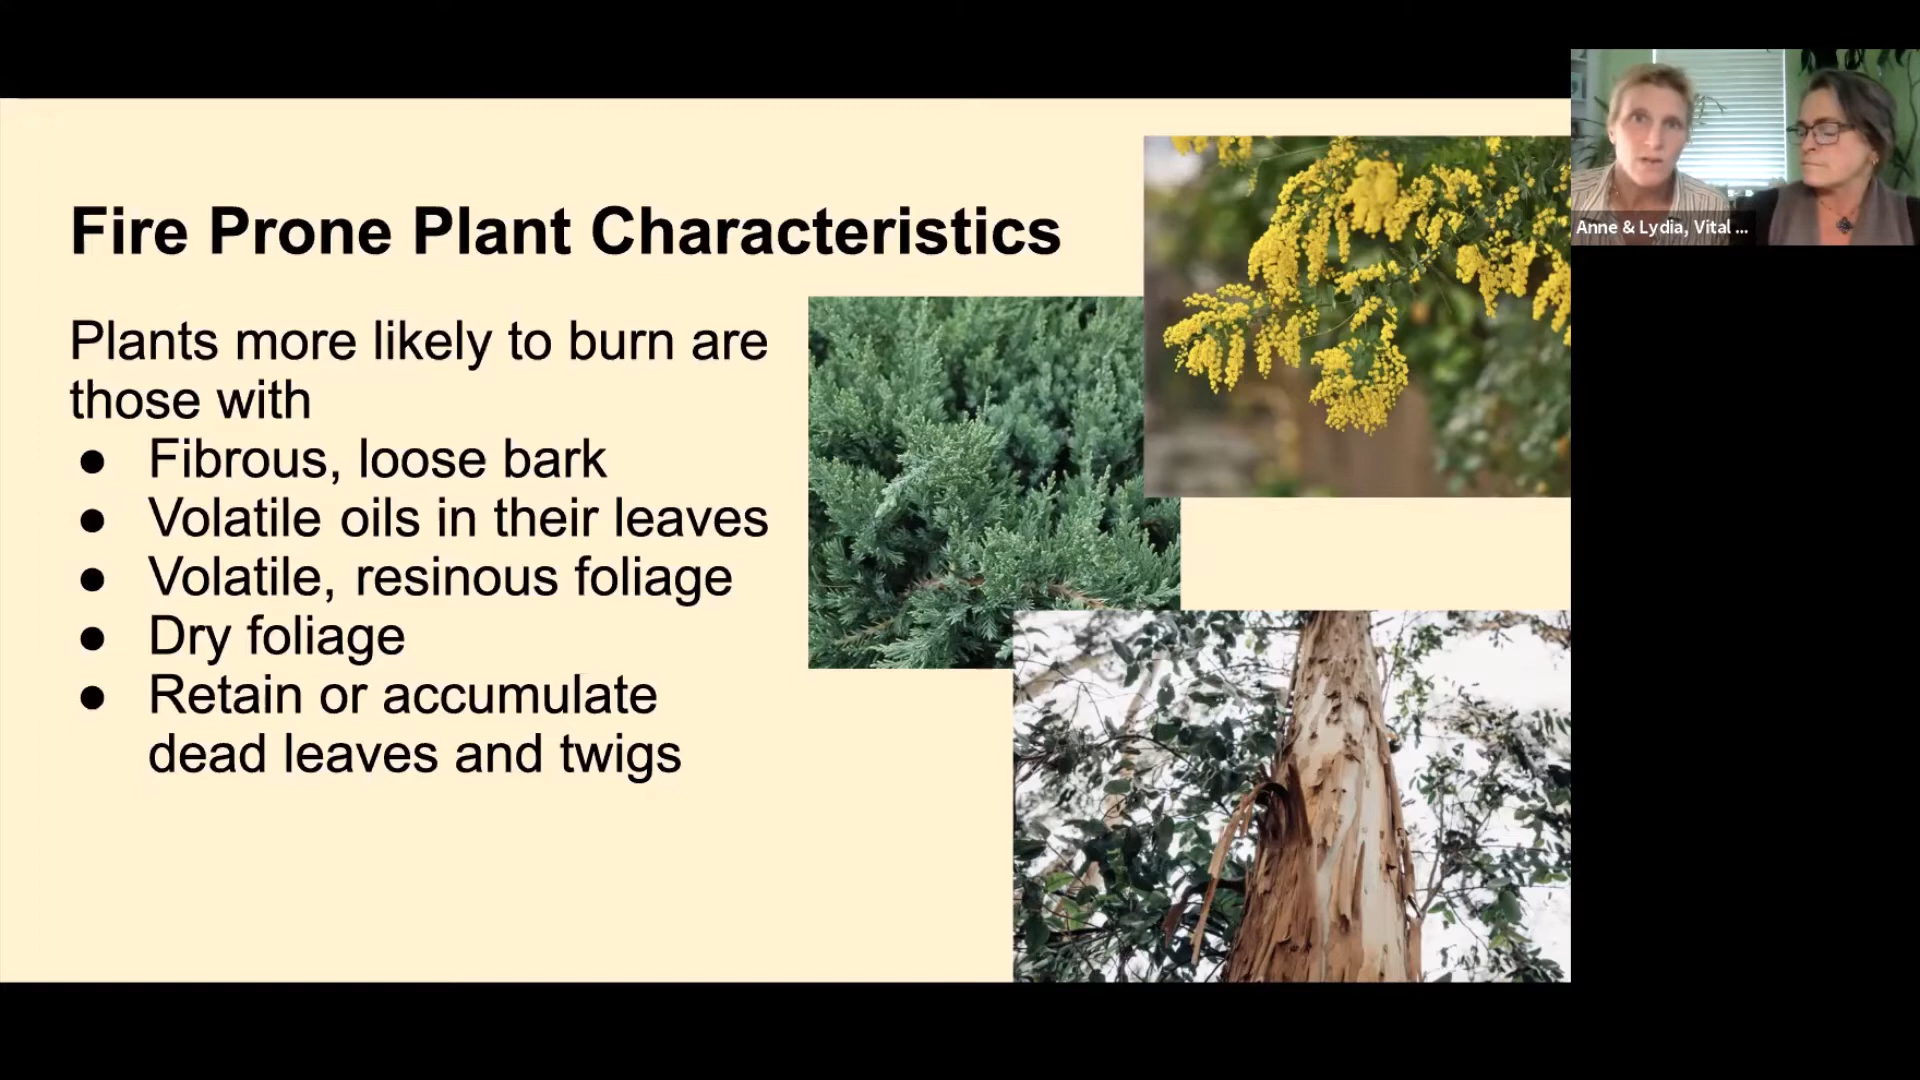 Fire Prone Plant Characteristics
Plants more likely to burn are
those with
● Fibrous, loose bark
● Volatile oils in their leaves
● Volatile, resinous foliage
● Dry foliage
● Retain or accumulate
dead leaves and twigs
Anne & Lydia, Vital ...